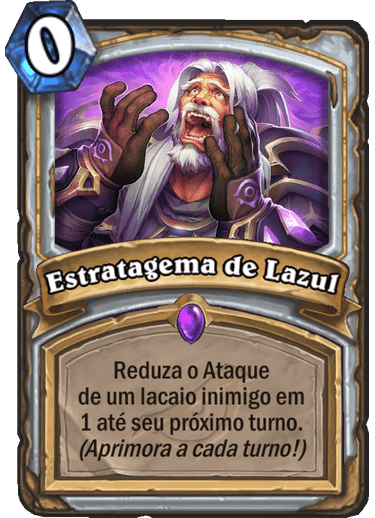 0
Estratagema de Lazul
Reduza o Ataque
de um lacaio inimigo em
1 até seu próximo turno.
(Aprimora a cada turno!)